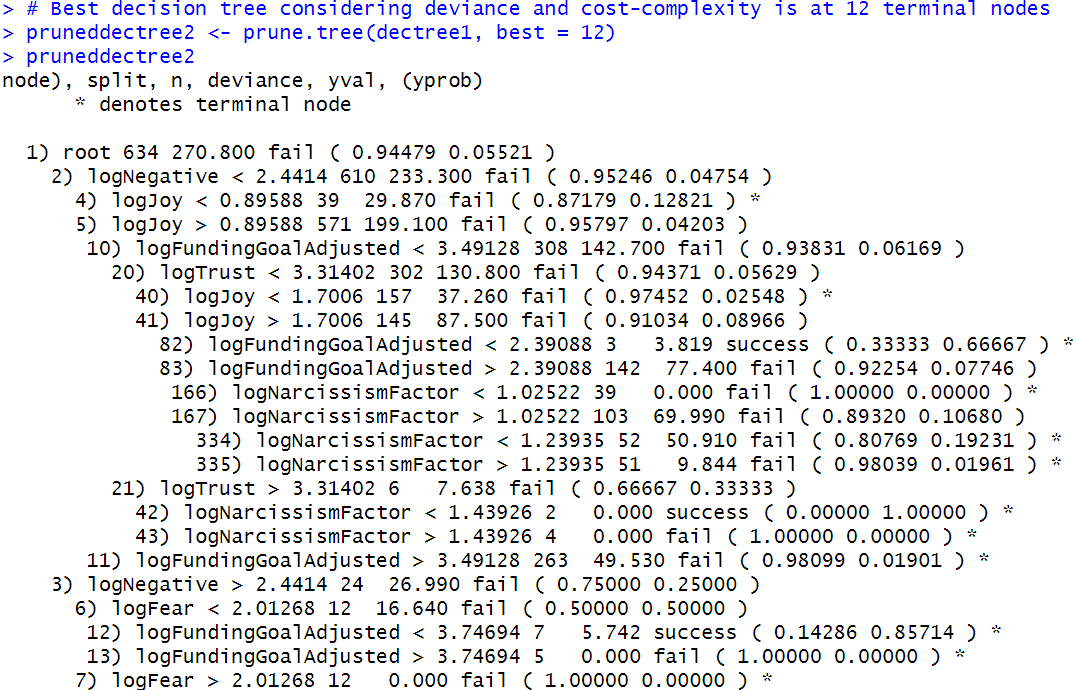 > # Best decision tree considering deviance and cost-complexity is at 12 terminal nodes
> pruneddectree2 <- prune.tree(dectree1, best = 12)
> pruneddectree2
node), split, n, deviance, yval, (yprob)
      * denotes terminal node

  1) root 634 270.800 fail ( 0.94479 0.05521 )
    2) logNegative < 2.4414 610 233.300 fail ( 0.95246 0.04754 )
      4) logJoy < 0.89588 39  29.870 fail ( 0.87179 0.12821 ) *
      5) logJoy > 0.89588 571 199.100 fail ( 0.95797 0.04203 )
       10) logFundingGoalAdjusted < 3.49128 308 142.700 fail ( 0.93831 0.06169 )
         20) logTrust < 3.31402 302 130.800 fail ( 0.94371 0.05629 )
           40) logJoy < 1.7006 157  37.260 fail ( 0.97452 0.02548 ) *
           41) logJoy > 1.7006 145  87.500 fail ( 0.91034 0.08966 )
             82) logFundingGoalAdjusted < 2.39088 3   3.819 success ( 0.33333 0.66667 ) *
             83) logFundingGoalAdjusted > 2.39088 142  77.400 fail ( 0.92254 0.07746 )
              166) logNarcissismFactor < 1.02522 39   0.000 fail ( 1.00000 0.00000 ) *
              167) logNarcissismFactor > 1.02522 103  69.990 fail ( 0.89320 0.10680 )
                334) logNarcissismFactor < 1.23935 52  50.910 fail ( 0.80769 0.19231 ) *
                335) logNarcissismFactor > 1.23935 51   9.844 fail ( 0.98039 0.01961 ) *
         21) logTrust > 3.31402 6   7.638 fail ( 0.66667 0.33333 )
           42) logNarcissismFactor < 1.43926 2   0.000 success ( 0.00000 1.00000 ) *
           43) logNarcissismFactor > 1.43926 4   0.000 fail ( 1.00000 0.00000 ) *
       11) logFundingGoalAdjusted > 3.49128 263  49.530 fail ( 0.98099 0.01901 ) *
    3) logNegative > 2.4414 24  26.990 fail ( 0.75000 0.25000 )
      6) logFear < 2.01268 12  16.640 fail ( 0.50000 0.50000 )
       12) logFundingGoalAdjusted < 3.74694 7   5.742 success ( 0.14286 0.85714 ) *
       13) logFundingGoalAdjusted > 3.74694 5   0.000 fail ( 1.00000 0.00000 ) *
      7) logFear > 2.01268 12   0.000 fail ( 1.00000 0.00000 ) *